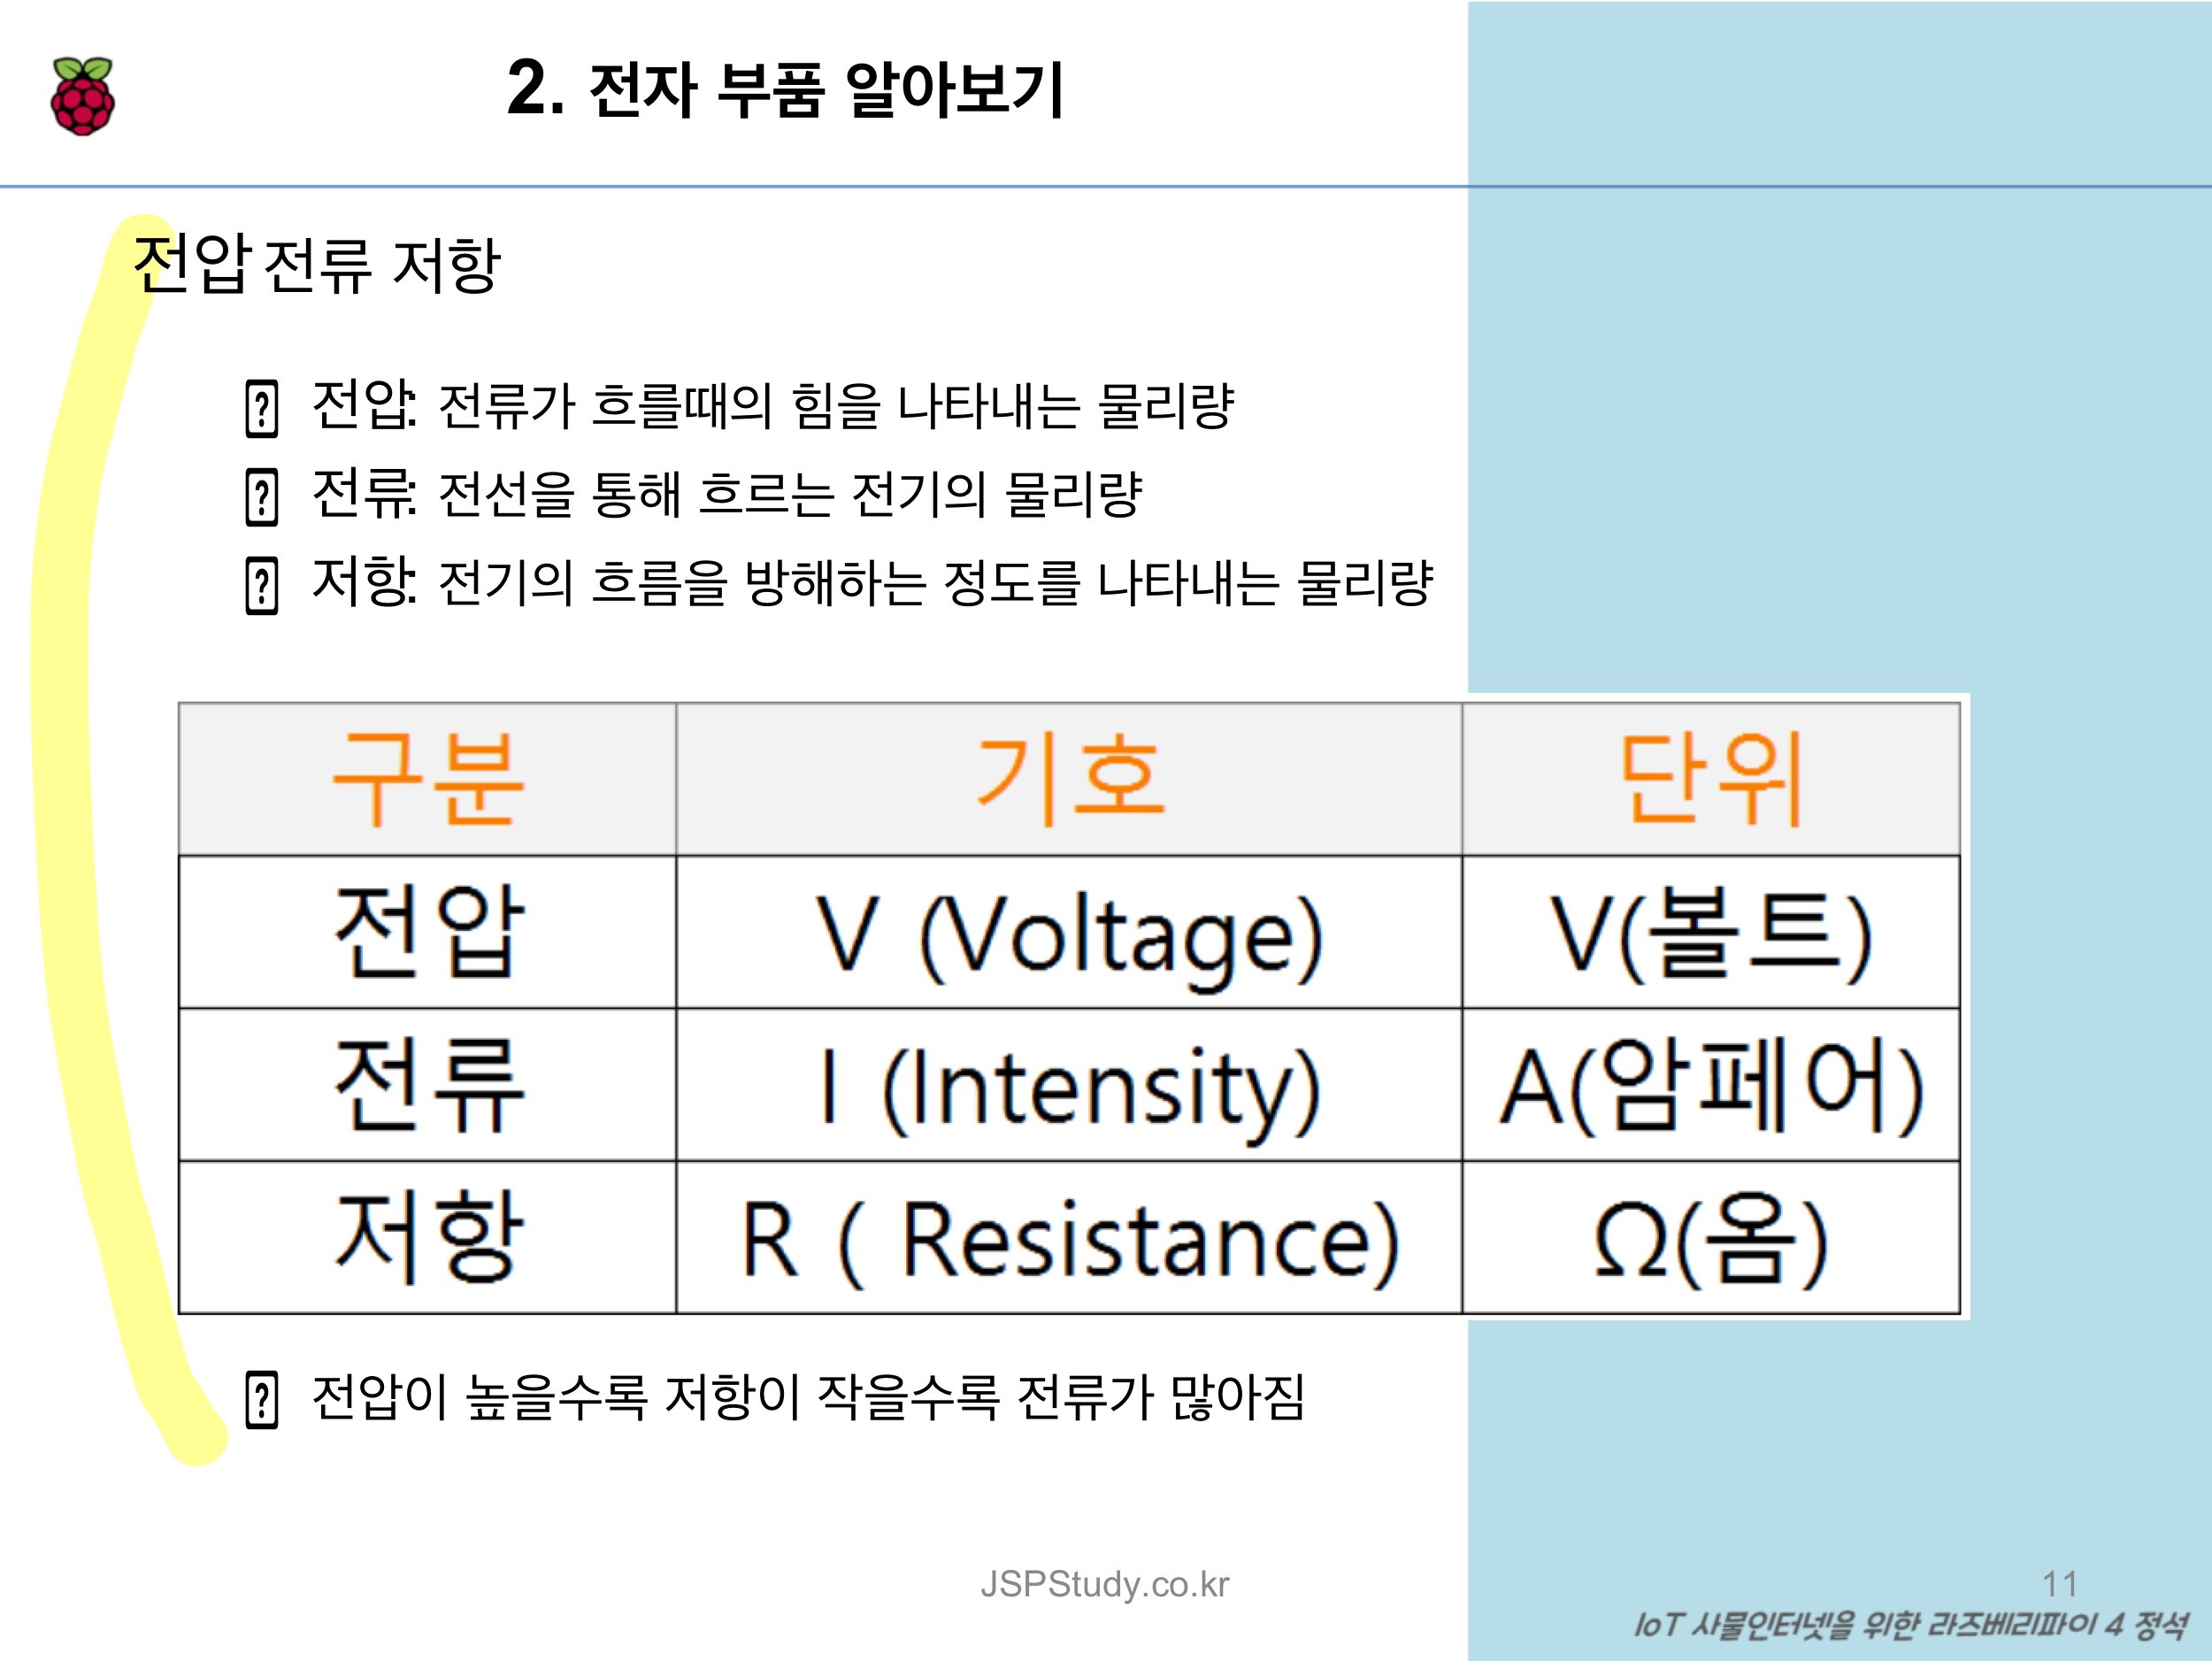 2. 전자 부품 알아보기
전압 전류 저항
전압: 전류가 흐를때의 힘을 나타내는 물리량
전류: 전선을 통해 흐르는 전기의 물리량
저항: 전기의 흐름을 방해하는 정도를 나타내는 물리량
구분 기호 단위
전압 V (Voltage) V(볼트)
전류 I (Intensity) A(암페어)
저항 R ( Resistance) Ω(옴)
전압이 높을수록 저항이 작을수록 전류가 많아짐
JSPStudy.co.kr 11
IoT 사물인터넷을 위한 라즈베리파이 4 정석